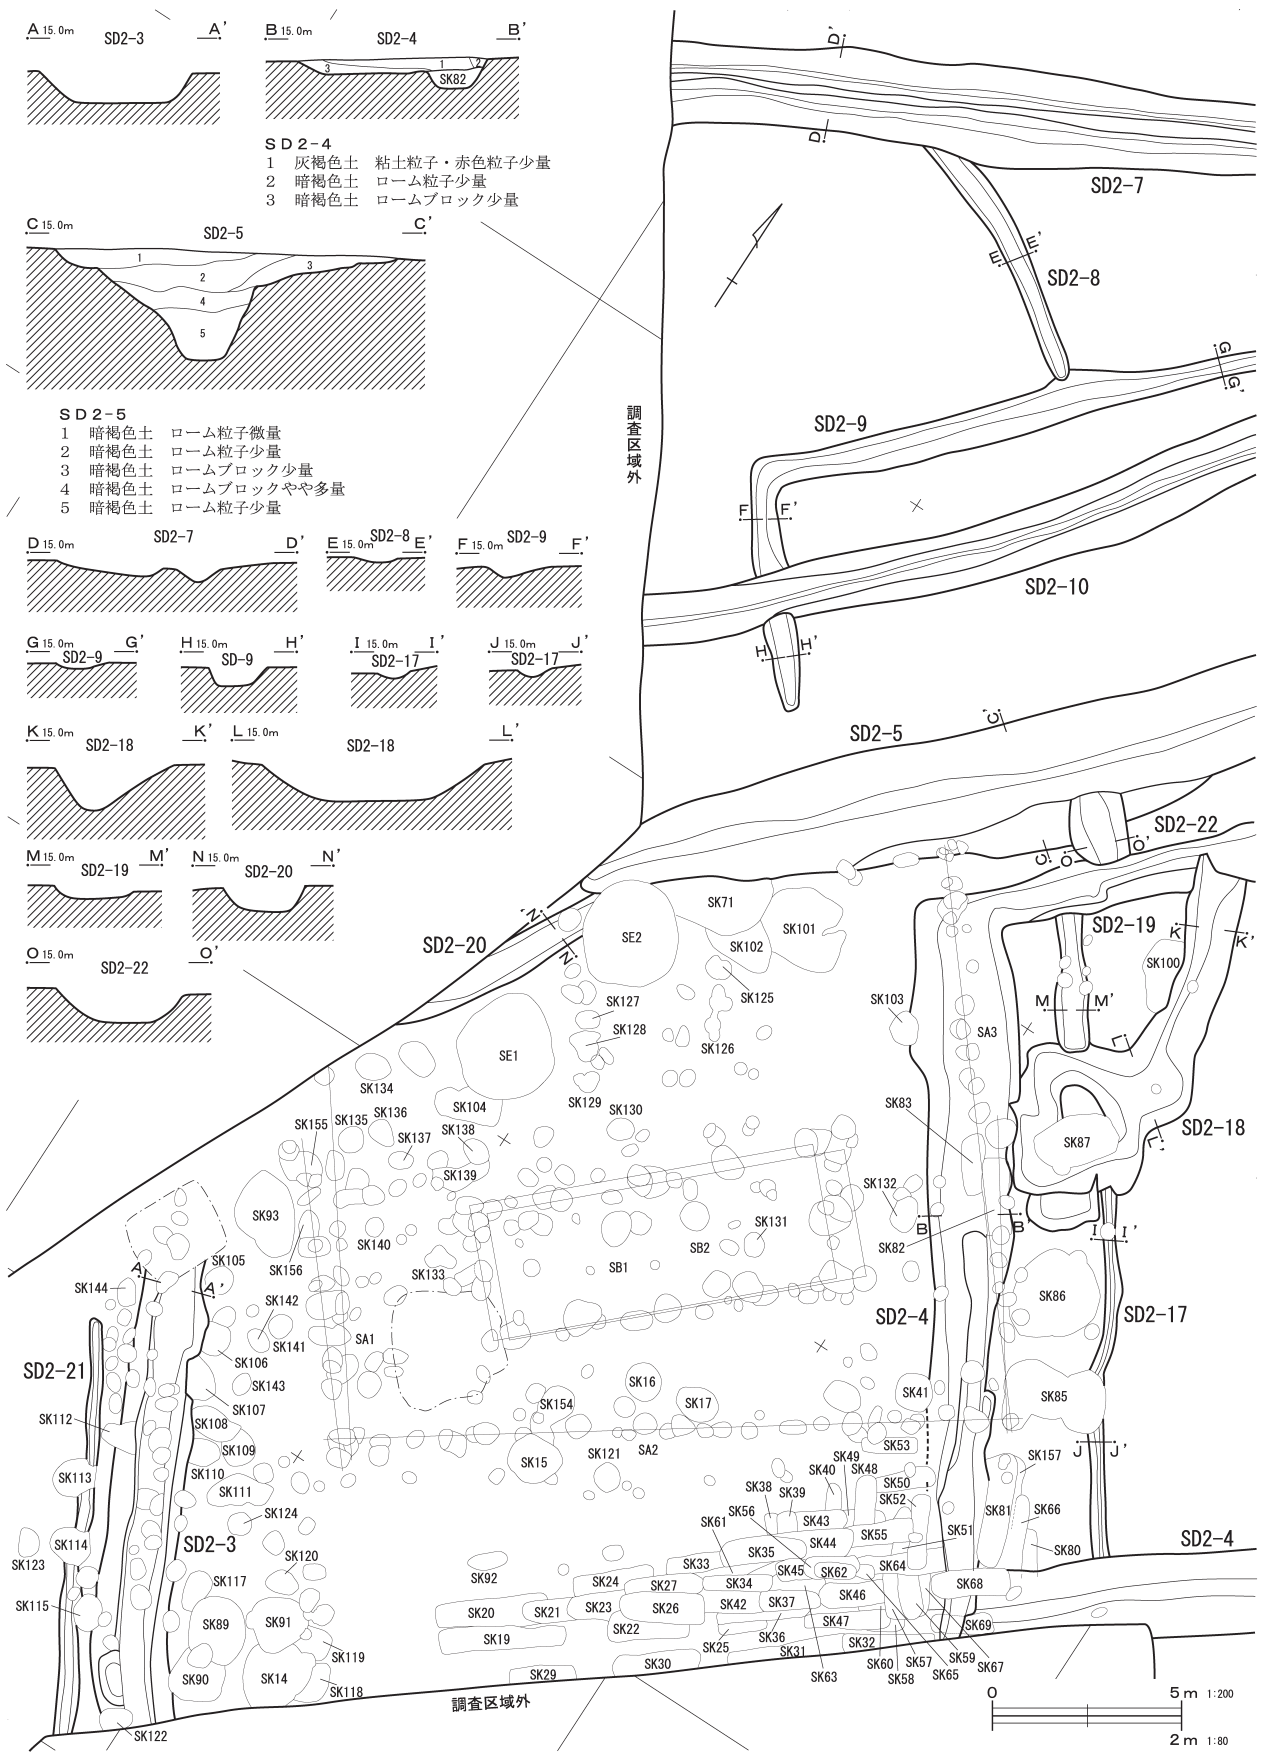 A 15.0m A'
SD2-3
B 15.0m B'
SD2-4
1
2
3
SK82
SD2-4
1 灰褐色土 粘土粒子・赤色粒子少量
2 暗褐色土 ローム粒子少量
3 暗褐色土 ロームブロック少量
C 15.0m C'
SD2-5
1
2
3
4
5
SD2-5
1 暗褐色土 ローム粒子微量
2 暗褐色土 ローム粒子少量
3 暗褐色土 ロームブロック少量
4 暗褐色土 ロームブロックやや多量
5 暗褐色土 ローム粒子少量
D 15.0m D'
SD2-7
E 15.0m E'
SD2-8
F 15.0m F'
SD2-9
G 15.0m G'
SD2-9
H 15.0m H'
SD-9
I 15.0m I'
SD2-17
J 15.0m J'
SD2-17
K 15.0m K'
SD2-18
L 15.0m L'
SD2-18
M 15.0m M'
SD2-19
N 15.0m N'
SD2-20
O 15.0m O'
SD2-22
調査区域外
D'
D
SD2-7
E E'
SD2-8
G
G'
SD2-9
F F'
SD2-10
H H'
C'
SD2-5
SD2-22
C
O O'
SK71
SE2
SK101
SK102
N'
N
SD2-20
SD2-19
K K'
SK100
SK125
SK127
SK103
SK128
SK126
SA3
M M'
L
SE1
SK134
SK129
SK104
SK130
SK83
SK155
SK135
SK136
SK137
SK138
SK139
SK87
L'
SD2-18
SK132
SK93
SK131
B B'
SK82
SB2
SK140
I I'
SK105
SK156
SK133
SB1
A A'
SK144
SK142
SK86
SD2-4
SD2-17
SA1
SK141
SK106
SD2-21
SK143
SK16
SK41
SK85
SK107
SK154
SK17
SK112
SK108
SK109
SA2
SK53
J J'
SK113
SK110
SK15
SK121
SK49
SK40
SK48
SK157
SK111
SK38
SK39
SK50
SK52
SK124
SK56
SK61
SK43
SK81
SK66
SK55
SK51
SK114
SD2-3
SK44
SK35
SK80
SD2-4
SK123
SK120
SK33
SK45
SK62
SK64
SK92
SK117
SK24
SK27
SK34
SK68
SK115
SK46
SK20
SK21
SK23
SK26
SK42
SK37
SK89
SK91
SK22
SK47
SK69
SK19
SK25
SK36
SK32
SK119
SK31
SK30
SK60
SK57
SK59
SK67
SK90
SK14
SK29
SK63
SK58
SK65
SK118
SK122
調査区域外
0 5m 1:200
2m 1:80